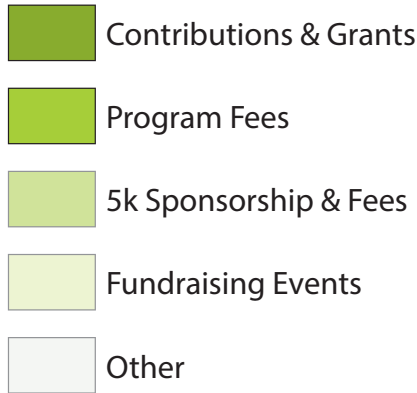 Contributions & Grants
Program Fees
5k Sponsorship & Fees
Fundraising Events
Other